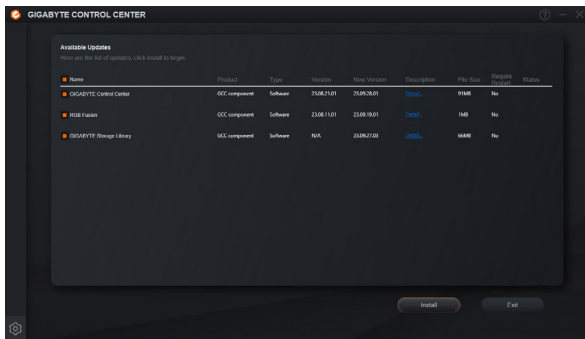 GIGABYTE CONTROL CENTER
Available Updates
Here are the list of updates, click install to begin.
Name Product Type Version New Version Description File Size Require Restart Status
GIGABYTE Control Center GCC component Software 23.08.21.01 23.09.28.01 Detail... 91MB No
RGB Fusion GCC component Software 23.08.11.01 23.09.19.01 Detail... 1MB No
GIGABYTE Storage Library GCC component Software N/A 23.09.27.03 Detail... 66MB No
Install Exit